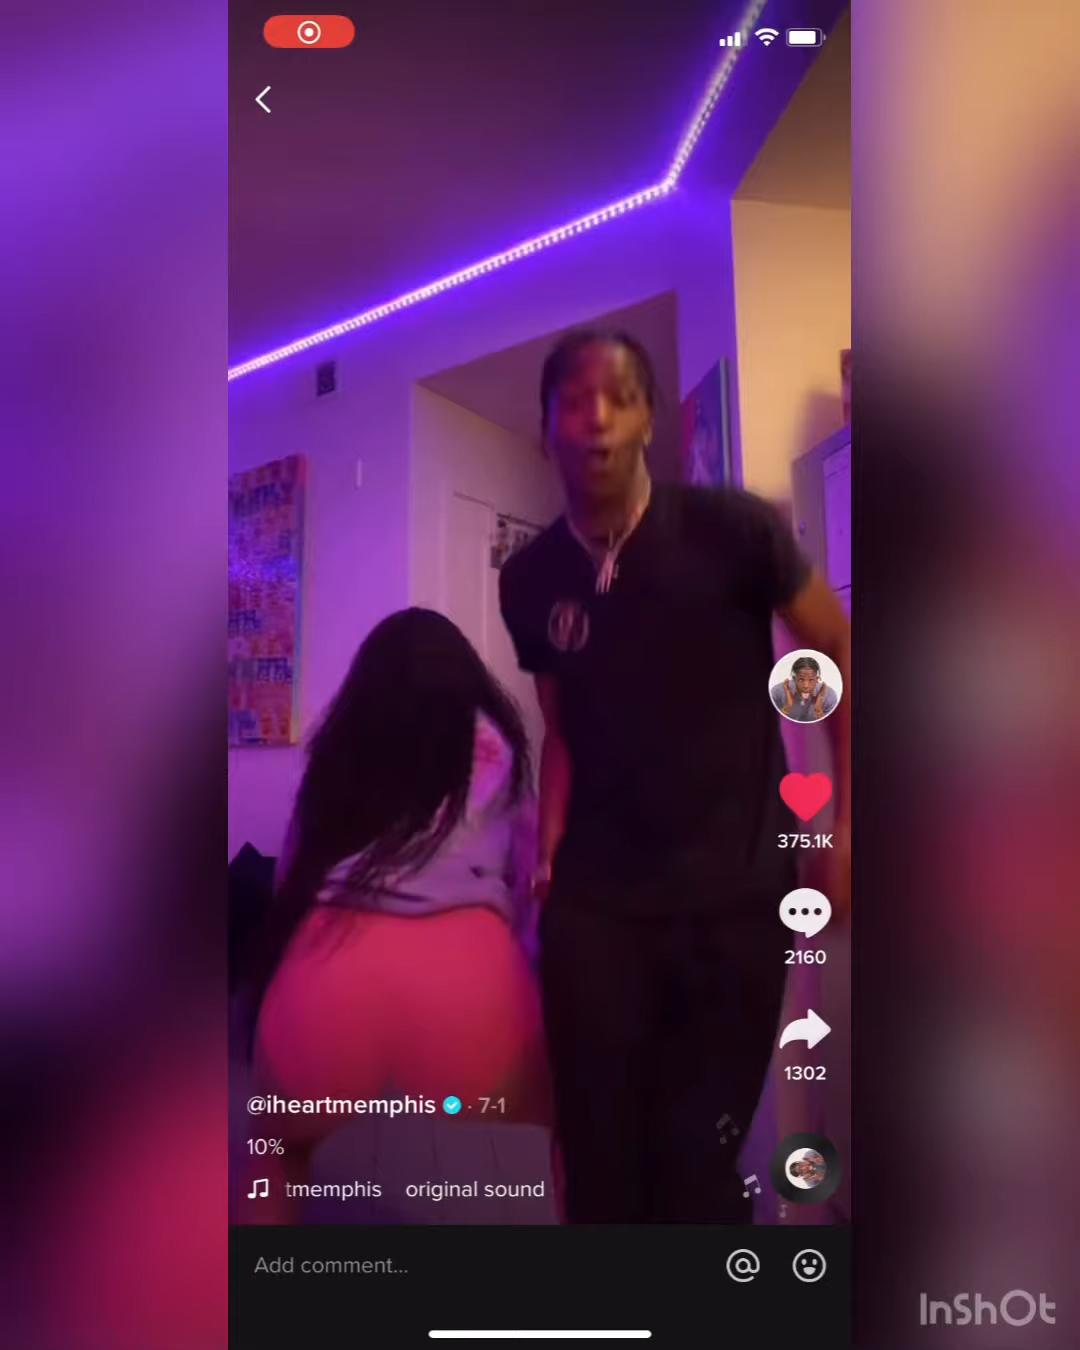 375.1K
2160
1302
@iheartmemphis · 7-1
10%
tmemphis original sound
Add comment...
InShOt